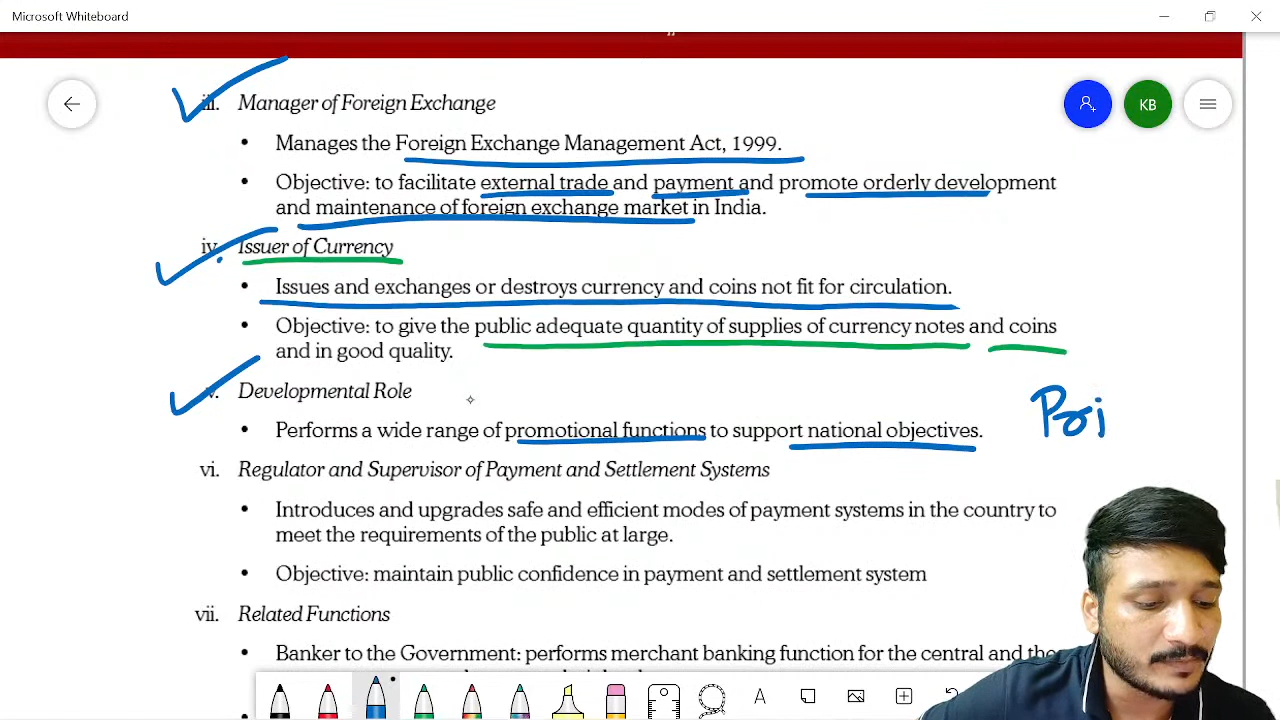 Microsoft Whiteboard
iii. Manager of Foreign Exchange
KB
• Manages the Foreign Exchange Management Act, 1999.
• Objective: to facilitate external trade and payment and promote orderly development
and maintenance of foreign exchange market in India.
iv. Issuer of Currency
• Issues and exchanges or destroys currency and coins not fit for circulation.
• Objective: to give the public adequate quantity of supplies of currency notes and coins
and in good quality.
v. Developmental Role
Pri
• Performs a wide range of promotional functions to support national objectives.
vi. Regulator and Supervisor of Payment and Settlement Systems
• Introduces and upgrades safe and efficient modes of payment systems in the country to
meet the requirements of the public at large.
• Objective: maintain public confidence in payment and settlement system
vii. Related Functions
• Banker to the Government: performs merchant banking function for the central and the